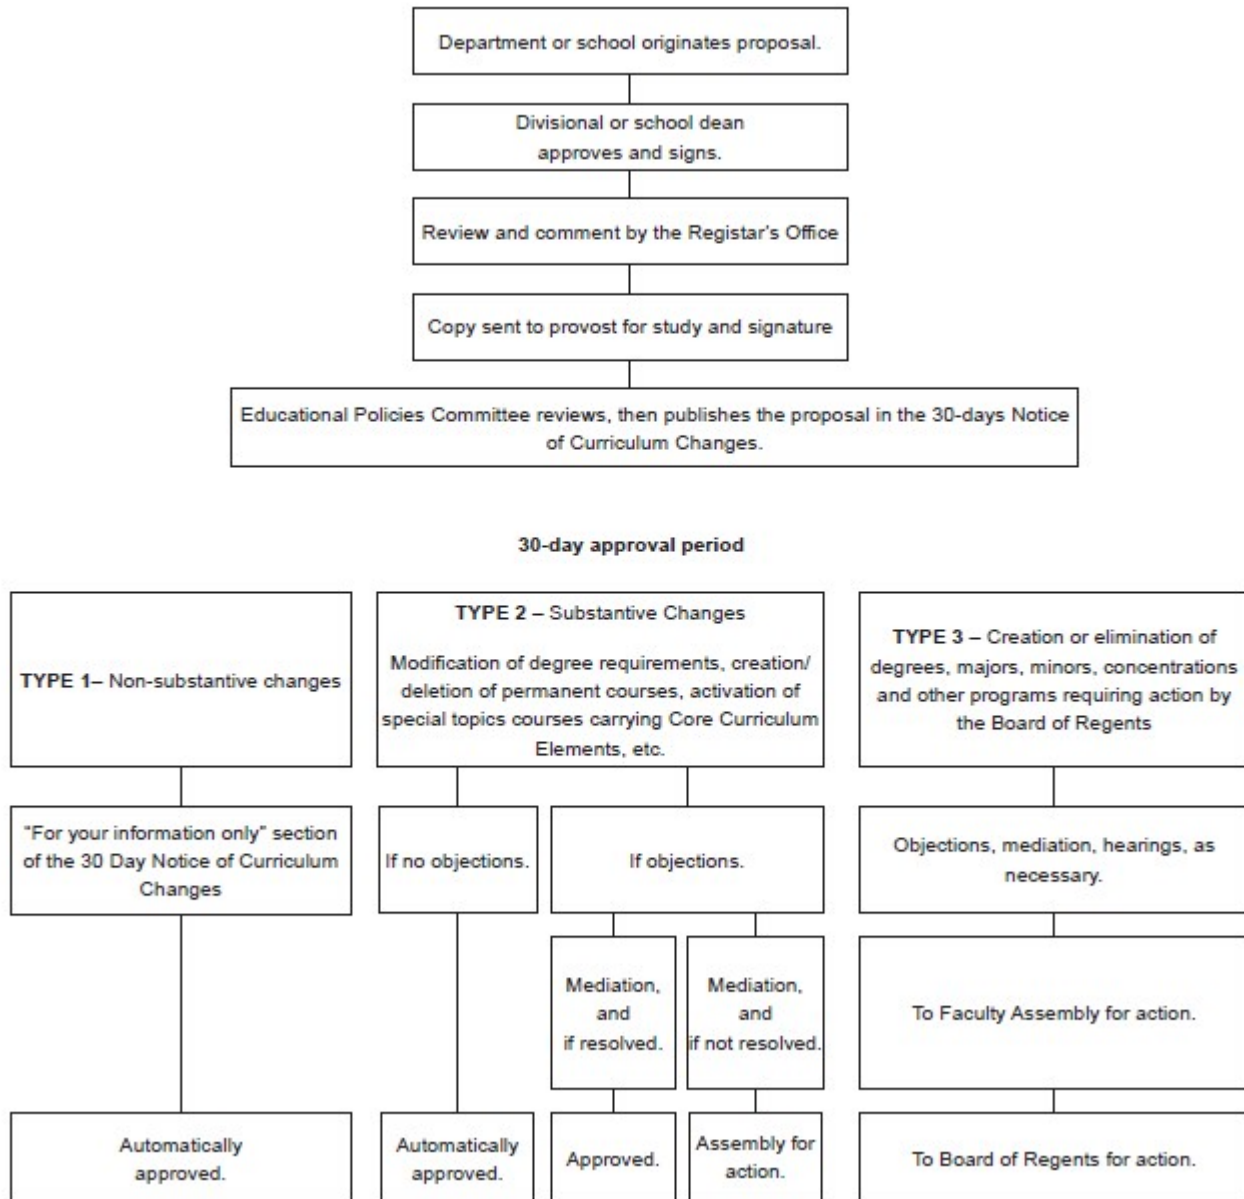 Department or school originates proposal.
Divisional or school dean
approves and signs.
Review and comment by the Registar's Office
Copy sent to provost for study and signature
Educational Policies Committee reviews, then publishes the proposal in the 30-days Notice
of Curriculum Changes.
30-day approval period
TYPE 1– Non-substantive changes
"For your information only" section
of the 30 Day Notice of Curriculum
Changes
Automatically
approved.
TYPE 2 – Substantive Changes
Modification of degree requirements, creation/
deletion of permanent courses, activation of
special topics courses carrying Core Curriculum
Elements, etc.
If no objections.
Automatically
approved.
If objections.
Mediation,
and
if resolved.
Approved.
Mediation,
and
if not resolved.
Assembly for
action.
TYPE 3 – Creation or elimination of
degrees, majors, minors, concentrations
and other programs requiring action by
the Board of Regents
Objections, mediation, hearings, as
necessary.
To Faculty Assembly for action.
To Board of Regents for action.